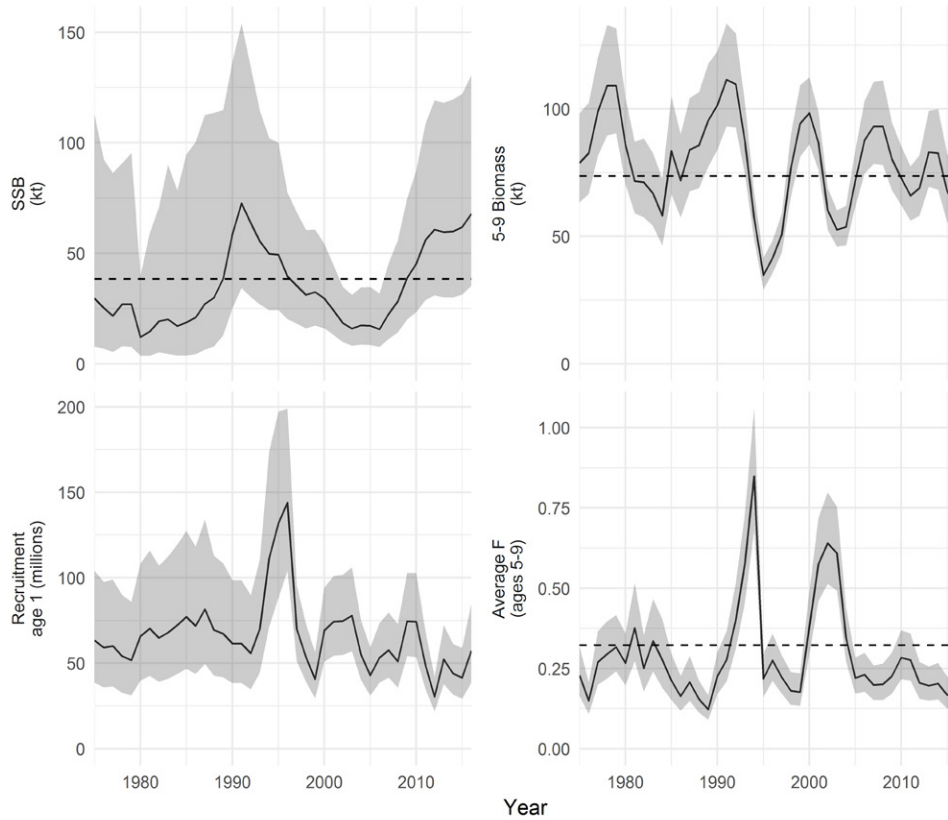 SSB
(kt)
150
100
50
0
5-9 Biomass
(kt)
100
50
0
Recruitment
age 1 (millions)
200
150
100
50
0
1980
1990
2000
2010
Average F
(ages 5-9)
1.00
0.75
0.50
0.25
0.00
1980
1990
2000
2010
Year